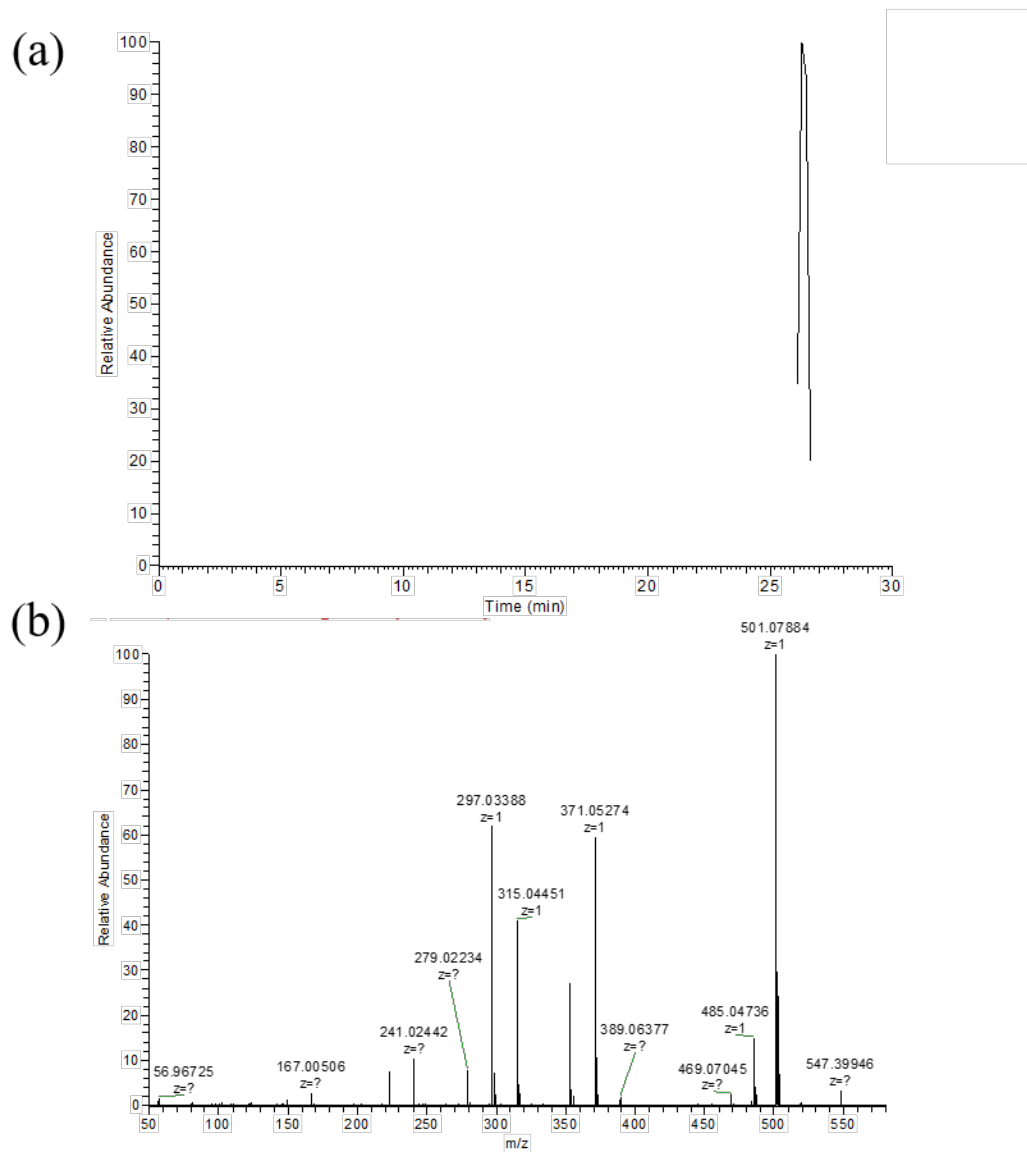 (a)
100
90
80
70
60
50
40
30
20
10
0
Relative Abundance
0 5 10 15 20 25 30
Time (min)
(b)
501.07884
z=1
100
90
80
70
60
50
40
30
20
10
0
Relative Abundance
297.03388
z=1
371.05274
z=1
315.04451
z=1
279.02234
z=?
485.04736
z=1
389.06377
z=?
241.02442
z=?
469.07045
z=?
547.39946
z=?
56.96725
z=?
167.00506
z=?
50 100 150 200 250 300 350 400 450 500 550
m/z